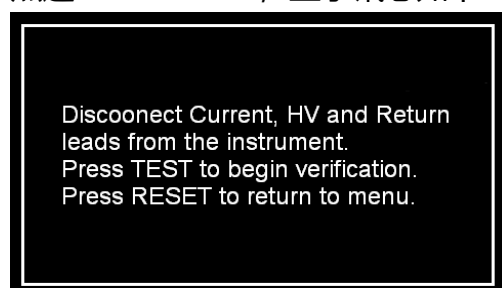 Discoonect Current, HV and Return
leads from the instrument.
Press TEST to begin verification.
Press RESET to return to menu.